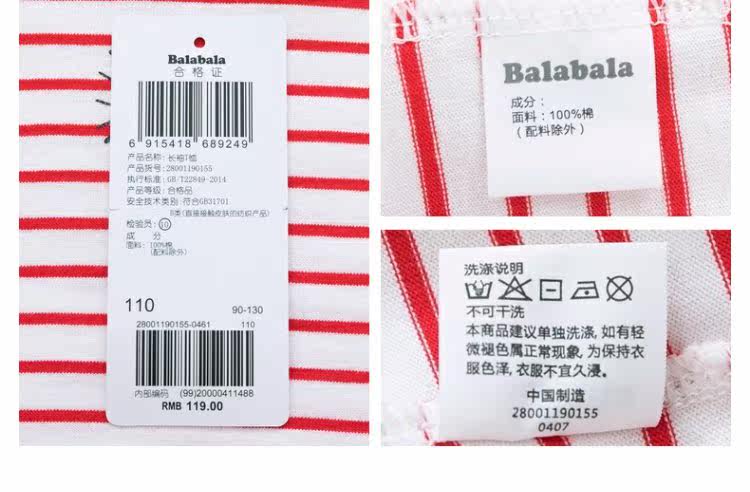 Balabala
合格证
6 915418 689249
产品名称: 长袖T恤
产品货号: 28001190155
执行标准: GB/T22849-2014
产品等级: 合格品
安全技术类别: 符合GB31701
B类(直接接触皮肤的纺织产品)
检验员: 10
成 分
面料: 100%棉
(配料除外)
110 90-130
28001190155-0461 110
内部编码 (99)20000411488
RMB 119.00
Balabala
成分：
面料：100%棉
（配料除外）
洗涤说明
不可干洗
本商品建议单独洗涤, 如有轻
微褪色属正常现象, 为保持衣
服色泽, 衣服不宜久浸。
中国制造
28001190155
0407